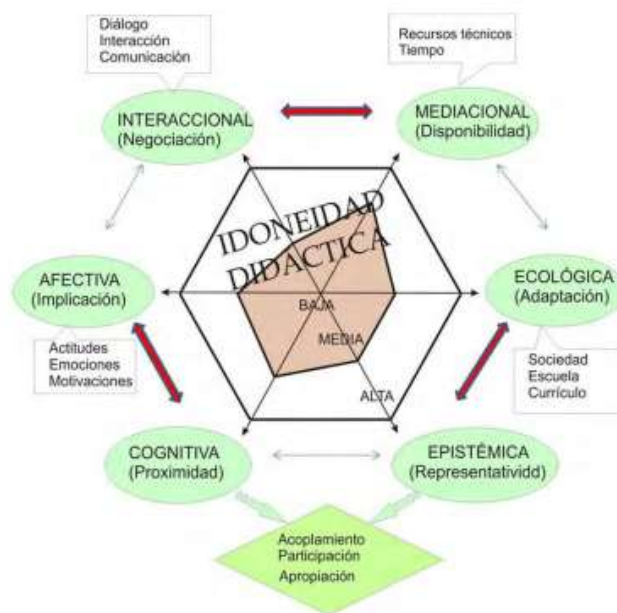 Diálogo
Interacción
Comunicación
Recursos técnicos
Tiempo
INTERACCIONAL
(Negociación)
MEDIACIONAL
(Disponibilidad)
IDONEIDAD
DIDACTICA
AFECTIVA
(Implicación)
ECOLÓGICA
(Adaptación)
BAJA
MEDIA
ALTA
Actitudes
Emociones
Motivaciones
Sociedad
Escuela
Currículo
COGNITIVA
(Proximidad)
EPISTÉMICA
(Representatividd)
Acoplamiento
Participación
Apropiación